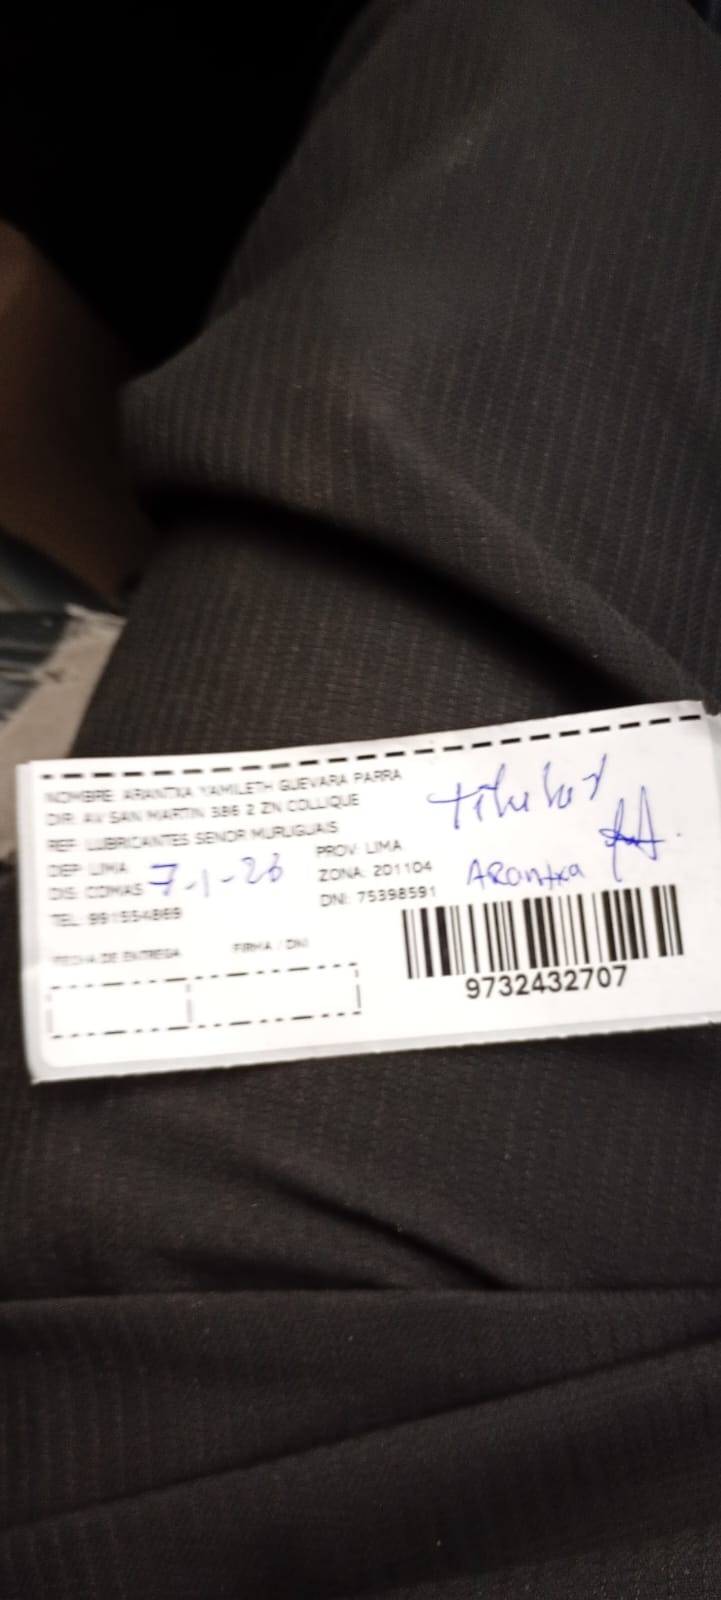 NOMBRE: ARANTXA YAMILETH GUEVARA PARRA
DIR: AV SAN MARTIN 386 2 ZN COLLIQUE
REF: LUBRICANTES SENOR MURUGUAIS
DEP: LIMA PROV: LIMA
DIS: COMAS ZONA: 201104
TEL: 991554869 DNI: 75398591
7-1-26
FECHA DE ENTREGA FIRMA / DNI
Titular
Arantxa
9732432707